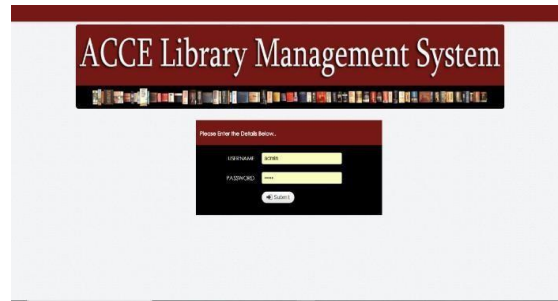 ACCE Library Management System
Please Enter the Details Below..
USERNAME admin
PASSWORD •••••
Submit